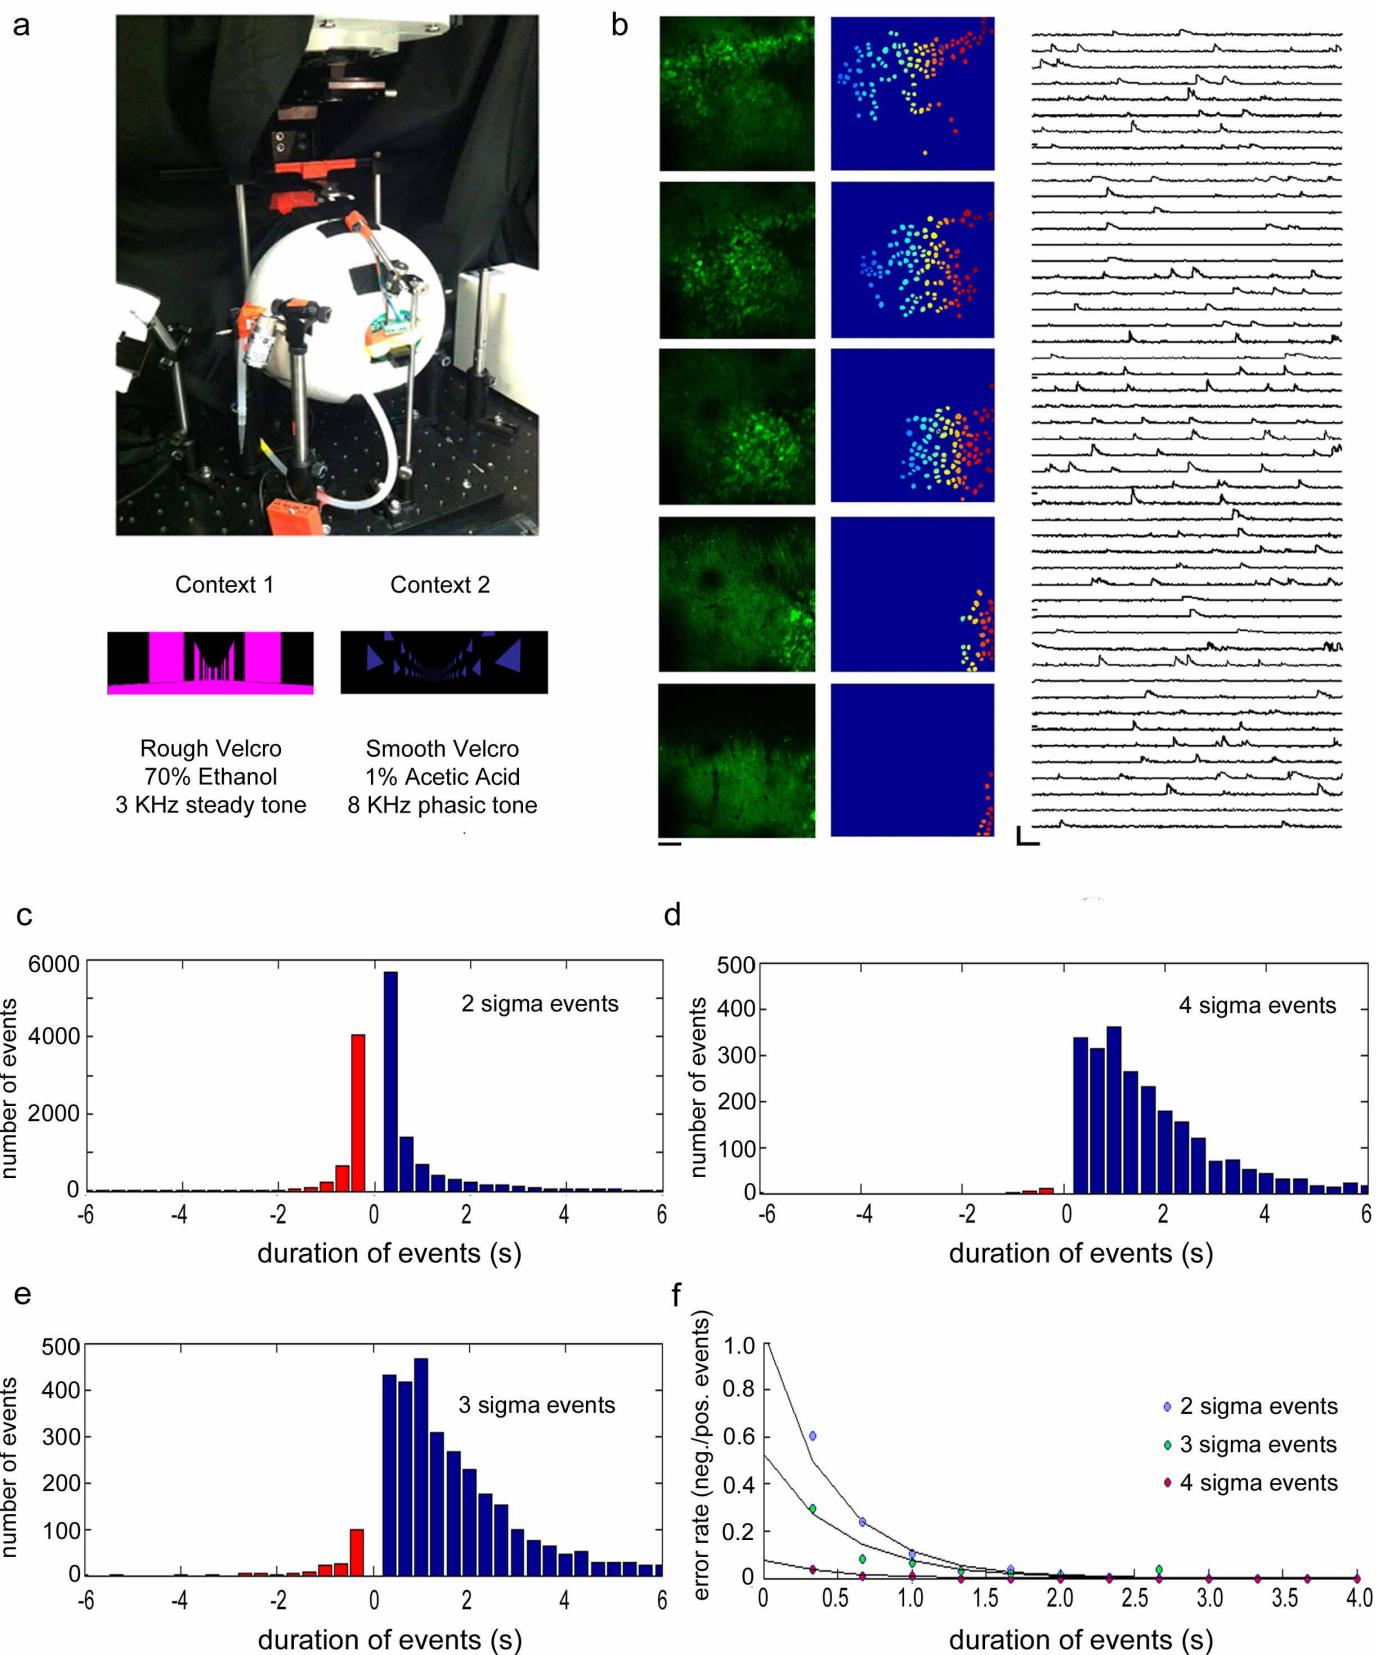 a
b
Context 1
Context 2
Rough Velcro
70% Ethanol
3 KHz steady tone
Smooth Velcro
1% Acetic Acid
8 KHz phasic tone
c
6000
4000
2000
0
number of events
2 sigma events
-6 -4 -2 0 2 4 6
duration of events (s)
d
500
400
300
200
100
0
number of events
4 sigma events
-6 -4 -2 0 2 4 6
duration of events (s)
e
500
400
300
200
100
0
number of events
3 sigma events
-6 -4 -2 0 2 4 6
duration of events (s)
f
1.0
0.8
0.6
0.4
0.2
0
error rate (neg./pos. events)
2 sigma events
3 sigma events
4 sigma events
0 0.5 1.0 1.5 2.0 2.5 3.0 3.5 4.0
duration of events (s)